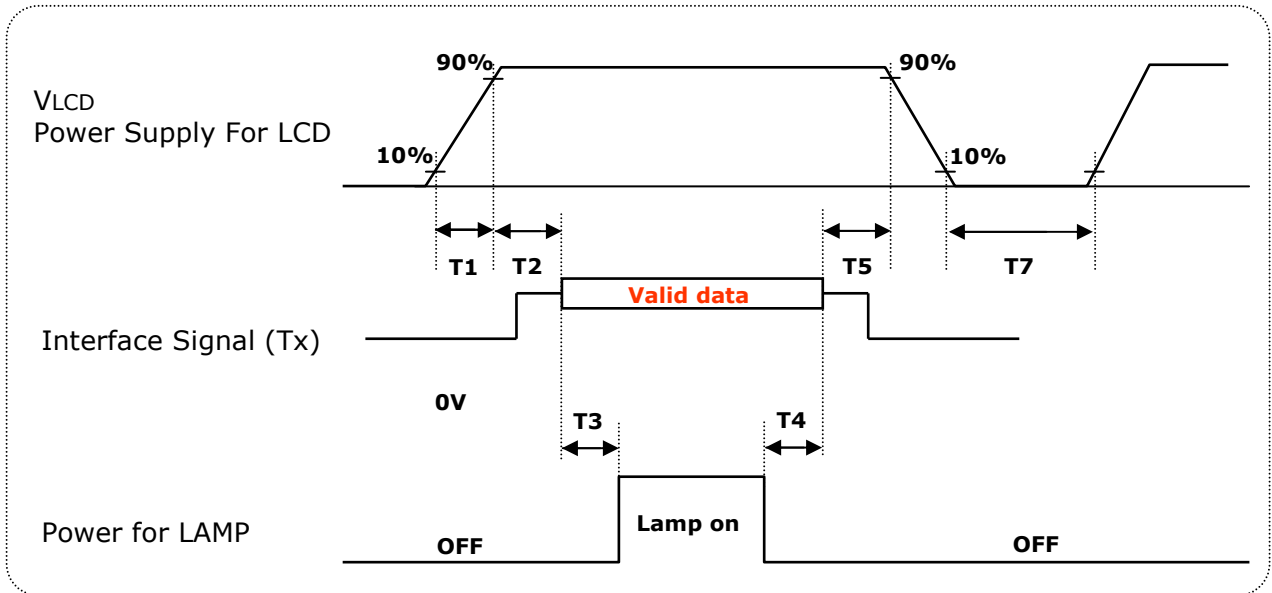 90%
90%
VLCD
Power Supply For LCD
10%
10%
T1
T2
T5
T7
Valid data
Interface Signal (Tx)
0V
T3
T4
Lamp on
Power for LAMP
OFF
OFF